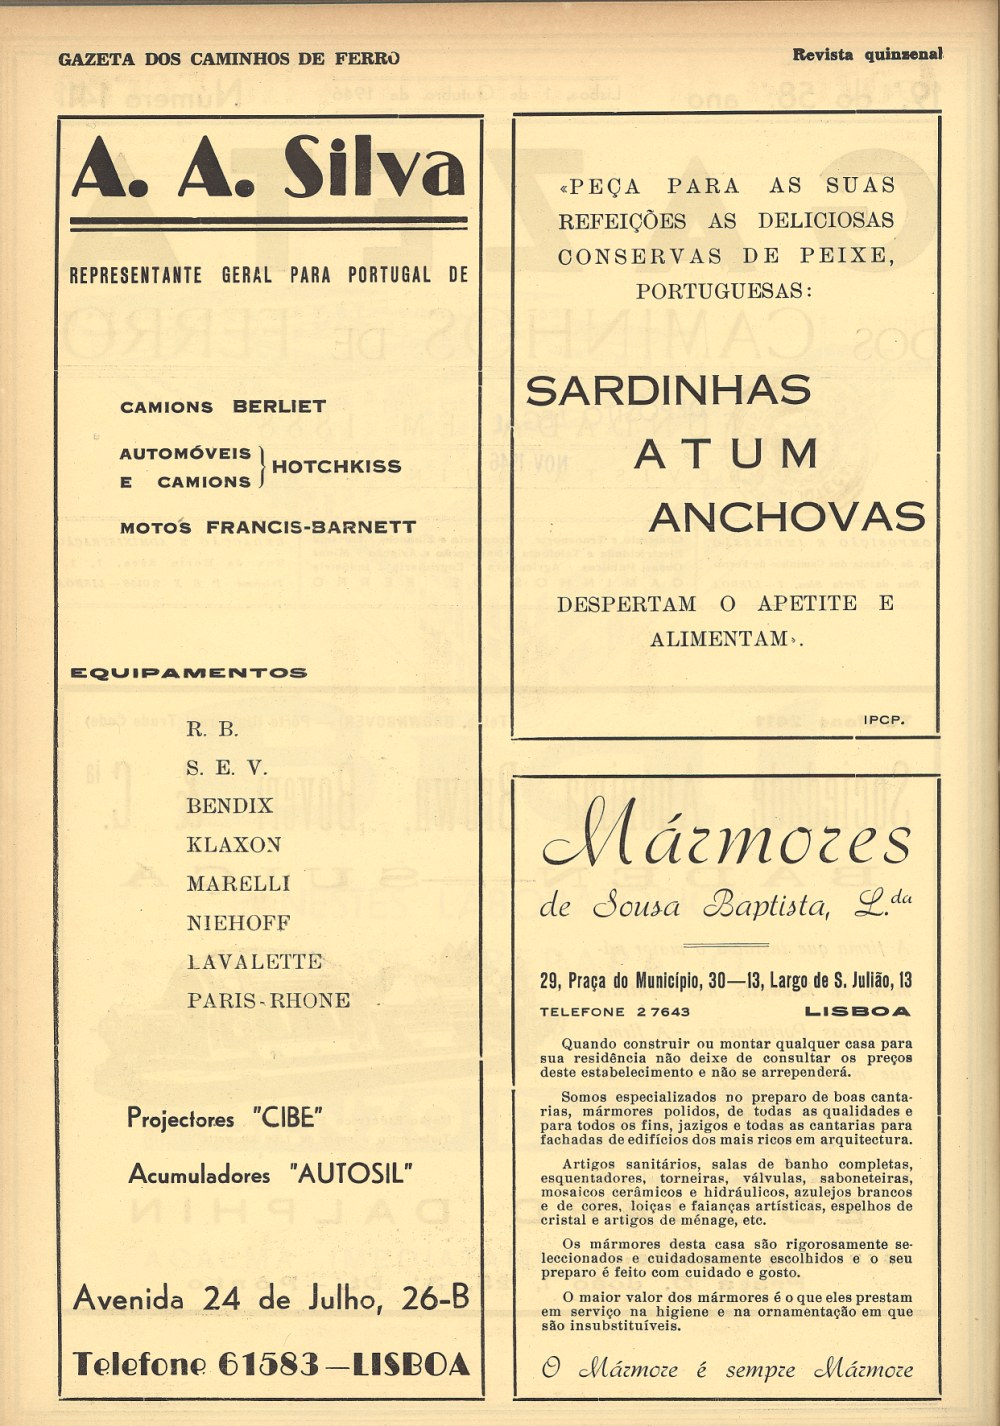 GAZETA DOS CAMINHOS DE FERRO
Revista quinzenal
A. A. Silva
REPRESENTANTE GERAL PARA PORTUGAL DE
CAMIONS BERLIET
AUTOMÓVEIS
E CAMIONS } HOTCHKISS
MOTOS FRANCIS-BARNETT
EQUIPAMENTOS
R. B.
S. E. V.
BENDIX
KLAXON
MARELLI
NIEHOFF
LAVALETTE
PARIS-RHONE
Projectores "CIBE"
Acumuladores "AUTOSIL"
Avenida 24 de Julho, 26-B
Telefone 61583—LISBOA
«PEÇA PARA AS SUAS
REFEIÇÕES AS DELICIOSAS
CONSERVAS DE PEIXE,
PORTUGUESAS:
SARDINHAS
ATUM
ANCHOVAS
DESPERTAM O APETITE E
ALIMENTAM».
IPCP.
Mármores
de Sousa Baptista, L.da
29, Praça do Município, 30—13, Largo de S. Julião, 13
TELEFONE 2 7643 LISBOA
Quando construir ou montar qualquer casa para
sua residência não deixe de consultar os preços
deste estabelecimento e não se arrependerá.
Somos especializados no preparo de boas canta-
rias, mármores polidos, de todas as qualidades e
para todos os fins, jazigos e todas as cantarias para
fachadas de edifícios dos mais ricos em arquitectura.
Artigos sanitários, salas de banho completas,
esquentadores, torneiras, válvulas, saboneteiras,
mosaicos cerâmicos e hidráulicos, azulejos brancos
e de cores, loiças e faianças artísticas, espelhos de
cristal e artigos de ménage, etc.
Os mármores desta casa são rigorosamente se-
leccionados e cuidadosamente escolhidos e o seu
preparo é feito com cuidado e gosto.
O maior valor dos mármores é o que eles prestam
em serviço na higiene e na ornamentação em que
são insubstituíveis.
O Mármore é sempre Mármore